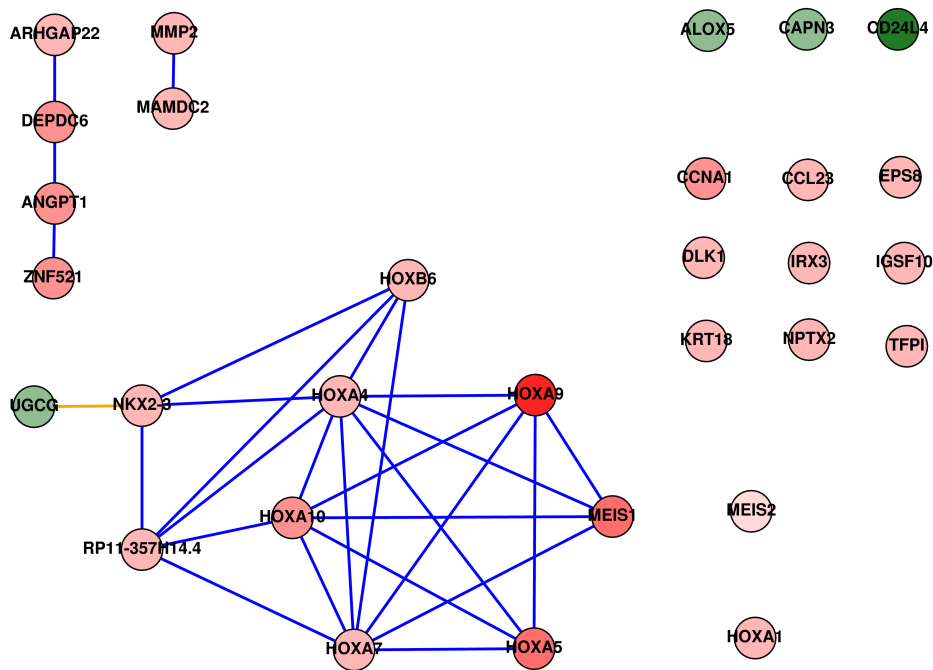 ARHGAP22
MMP2
ALOX5
CAPN3
CD24L4
MAMDC2
DEPDC6
CCNA1
CCL23
EPS8
ANGPT1
DLK1
IRX3
IGSF10
ZNF521
HOXB6
KRT18
NPTX2
TFPI
UGCG
NKX2-3
HOXA4
HOXA9
HOXA10
MEIS1
MEIS2
RP11-357H14.4
HOXA7
HOXA5
HOXA1